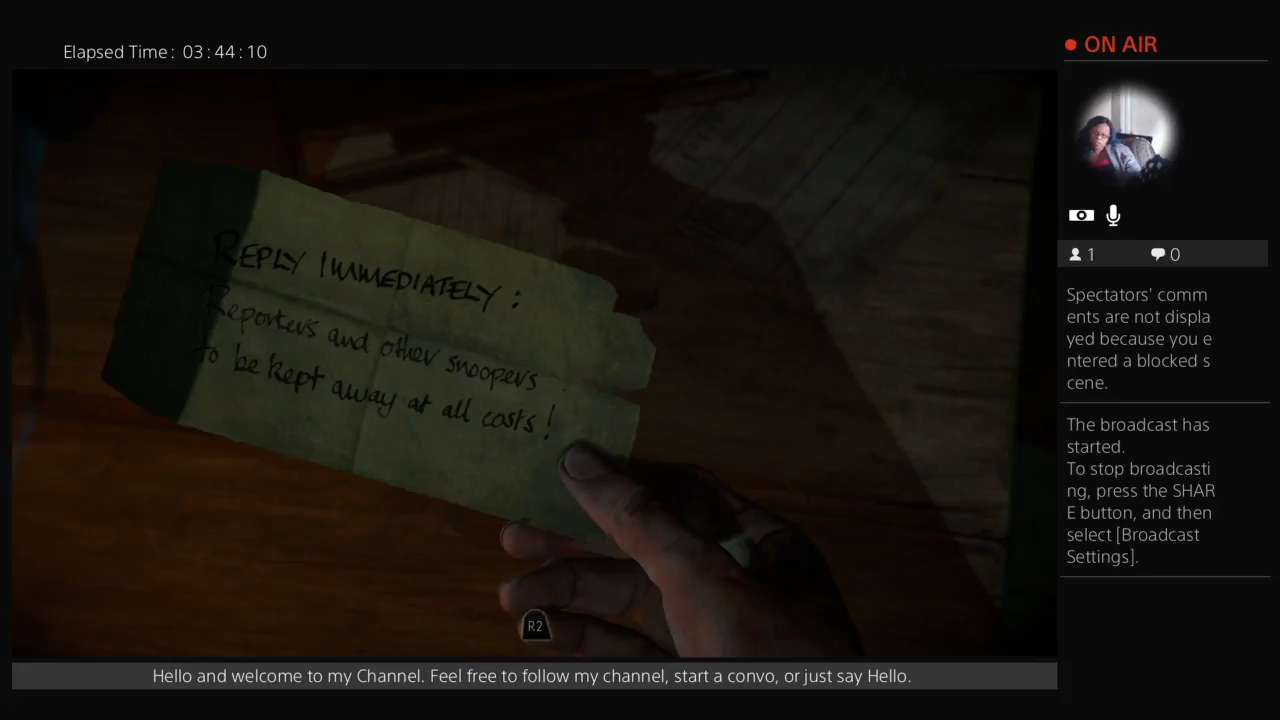 Elapsed Time: 03:44:10
ON AIR
REPLY IMMEDIATELY:
Reporters and other snoopers
to be kept away at all costs!
R2
1 0
Spectators' comm
ents are not displa
yed because you e
ntered a blocked s
cene.
The broadcast has
started.
To stop broadcasti
ng, press the SHAR
E button, and then
select [Broadcast
Settings].
Hello and welcome to my Channel. Feel free to follow my channel, start a convo, or just say Hello.